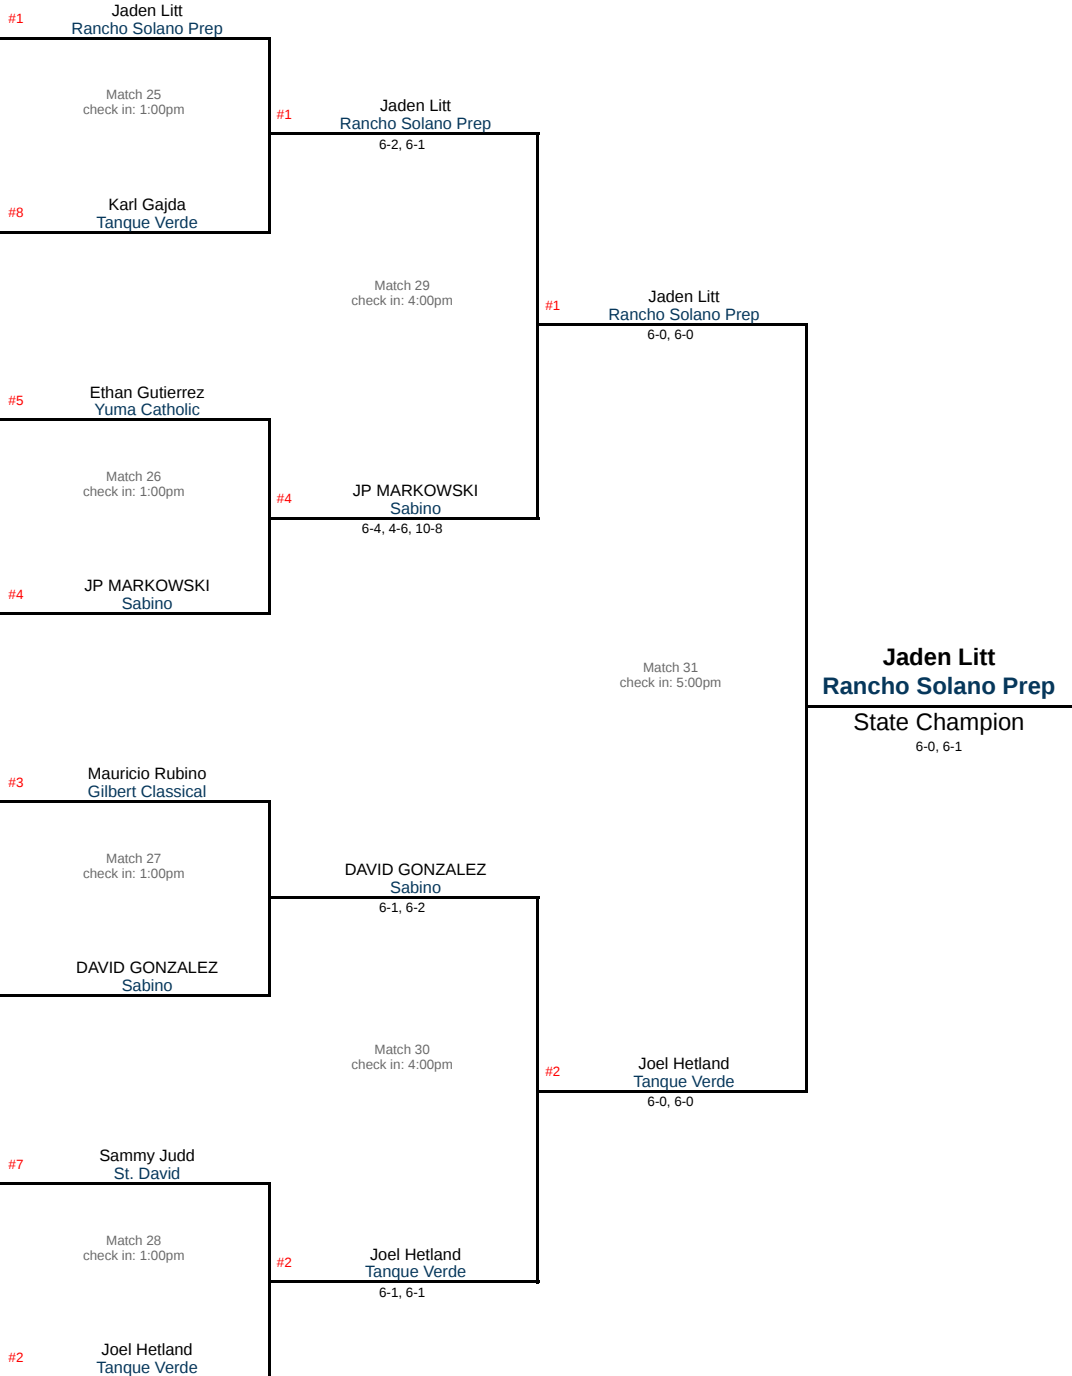 #1
Jaden Litt
Rancho Solano Prep
Match 25
check in: 1:00pm
#1
Jaden Litt
Rancho Solano Prep
6-2, 6-1
#8
Karl Gajda
Tanque Verde
Match 29
check in: 4:00pm
#1
Jaden Litt
Rancho Solano Prep
6-0, 6-0
#5
Ethan Gutierrez
Yuma Catholic
Match 26
check in: 1:00pm
#4
JP MARKOWSKI
Sabino
6-4, 4-6, 10-8
#4
JP MARKOWSKI
Sabino
Match 31
check in: 5:00pm
Jaden Litt
Rancho Solano Prep
State Champion
6-0, 6-1
#3
Mauricio Rubino
Gilbert Classical
Match 27
check in: 1:00pm
DAVID GONZALEZ
Sabino
6-1, 6-2
DAVID GONZALEZ
Sabino
Match 30
check in: 4:00pm
#2
Joel Hetland
Tanque Verde
6-0, 6-0
#7
Sammy Judd
St. David
Match 28
check in: 1:00pm
#2
Joel Hetland
Tanque Verde
6-1, 6-1
#2
Joel Hetland
Tanque Verde